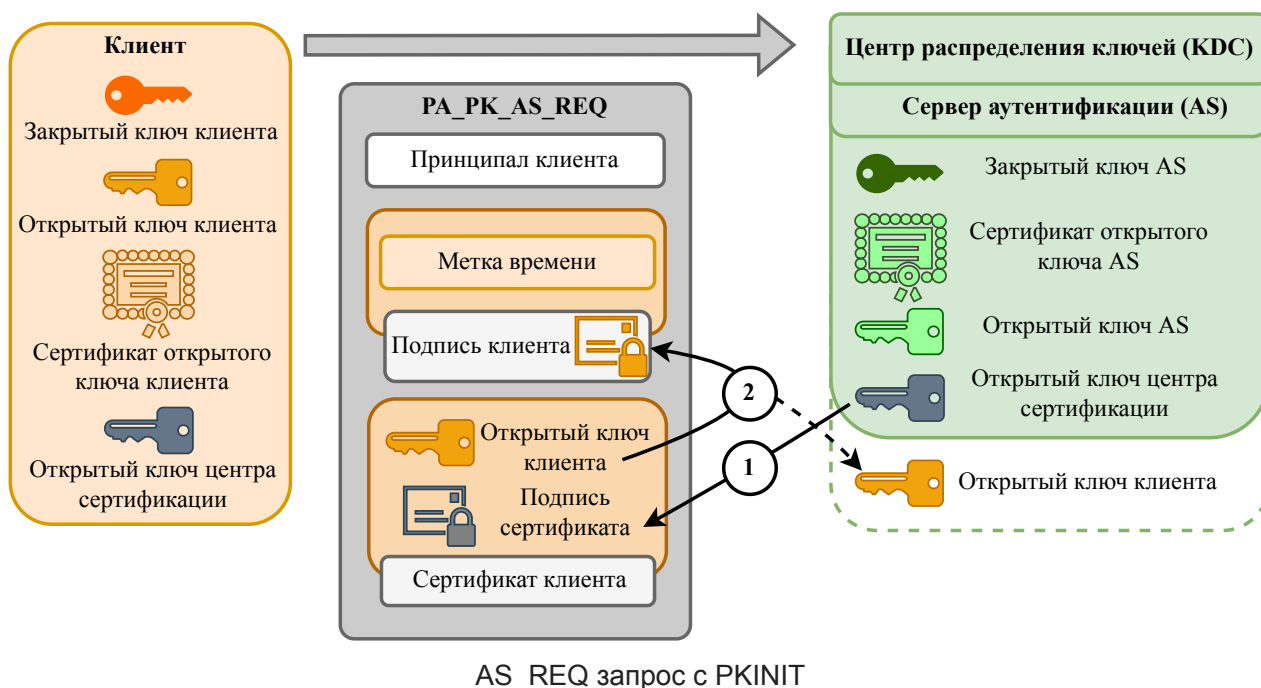 Клиент
Закрытый ключ клиента
Открытый ключ клиента
Сертификат открытого
ключа клиента
Открытый ключ центра
сертификации
PA_PK_AS_REQ
Принципал клиента
Метка времени
Подпись клиента
Открытый ключ
клиента
Подпись
сертификата
Сертификат клиента
2
1
Центр распределения ключей (KDC)
Сервер аутентификации (AS)
Закрытый ключ AS
Сертификат открытого
ключа AS
Открытый ключ AS
Открытый ключ центра
сертификации
Открытый ключ клиента
AS_REQ запрос с PKINIT